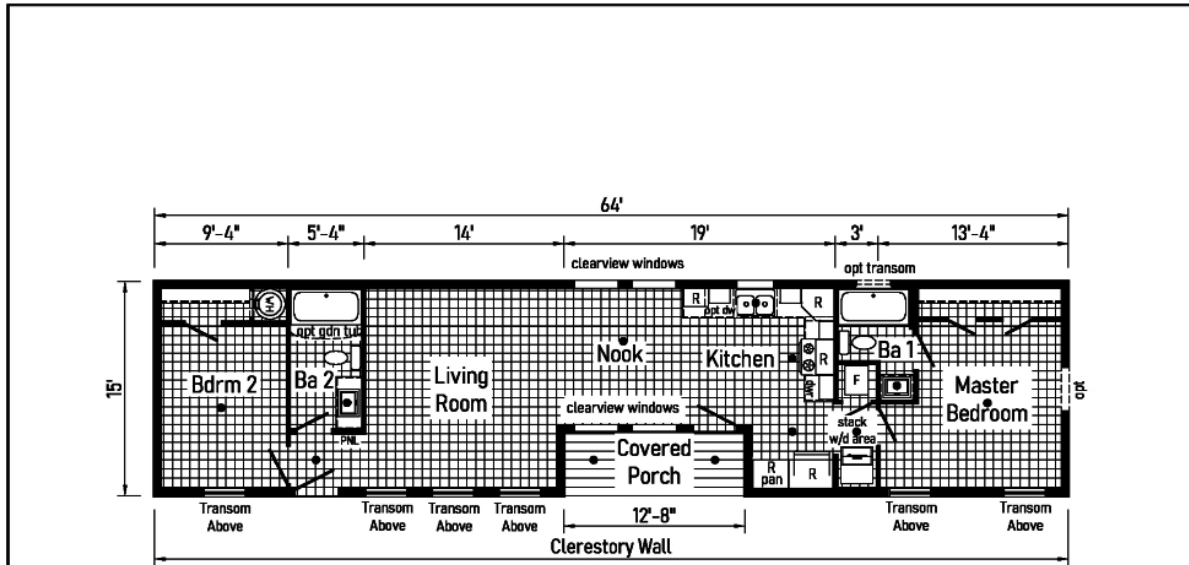 64'
9'-4" 5'-4" 14' 19' 3' 13'-4"
clearview windows
opt transom
15'
WH
R
opt dw
R
opt gdn tub
Nook
Kitchen
R
Ba 1
Bdrm 2
Ba 2
Living
Room
F
Master
Bedroom
opt
dwr
clearview windows
stack
w/d area
PNL
Covered
Porch
R
pan
R
Transom
Above
Transom
Above
Transom
Above
Transom
Above
Transom
Above
Transom
Above
12'-8"
Clerestory Wall